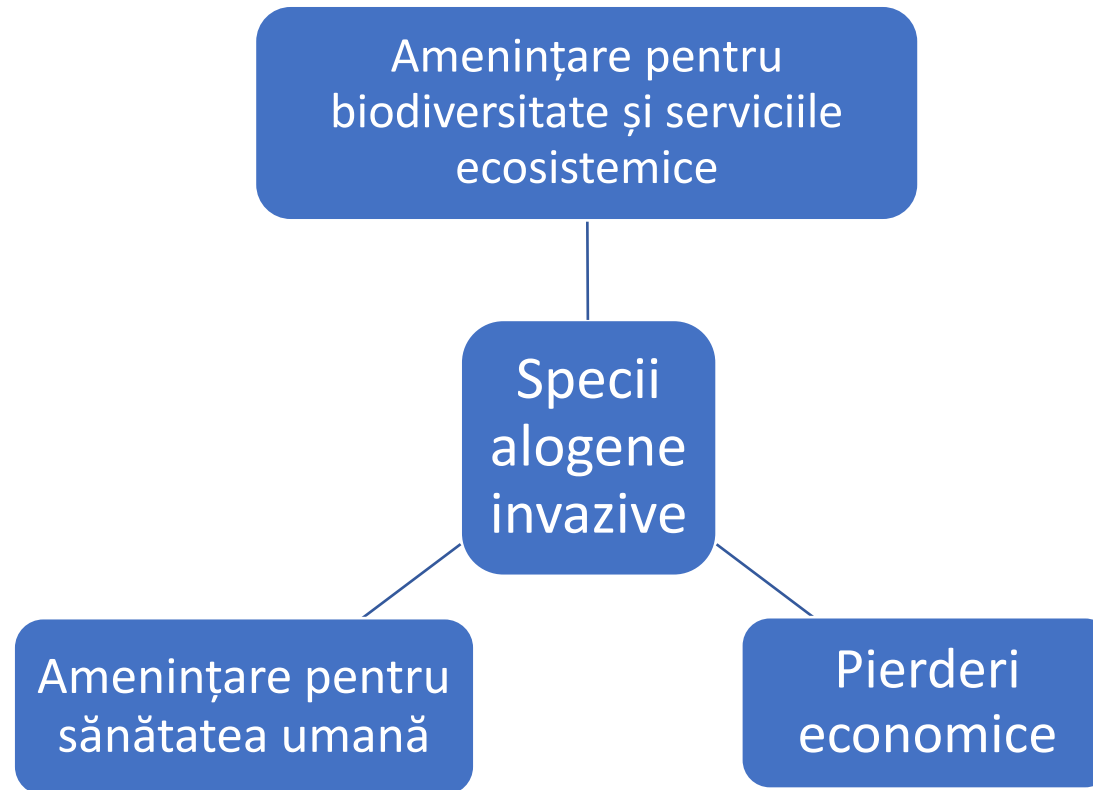 Amenințare pentru
biodiversitate și serviciile
ecosistemice
Specii
alogene
invazive
Amenințare pentru
sănătatea umană
Pierderi
economice